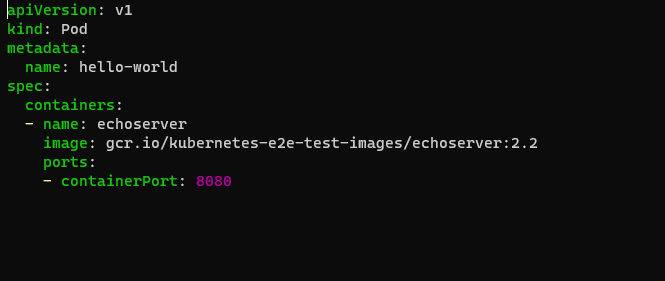 apiVersion: v1
kind: Pod
metadata:
  name: hello-world
spec:
  containers:
  - name: echoserver
    image: gcr.io/kubernetes-e2e-test-images/echoserver:2.2
    ports:
    - containerPort: 8080